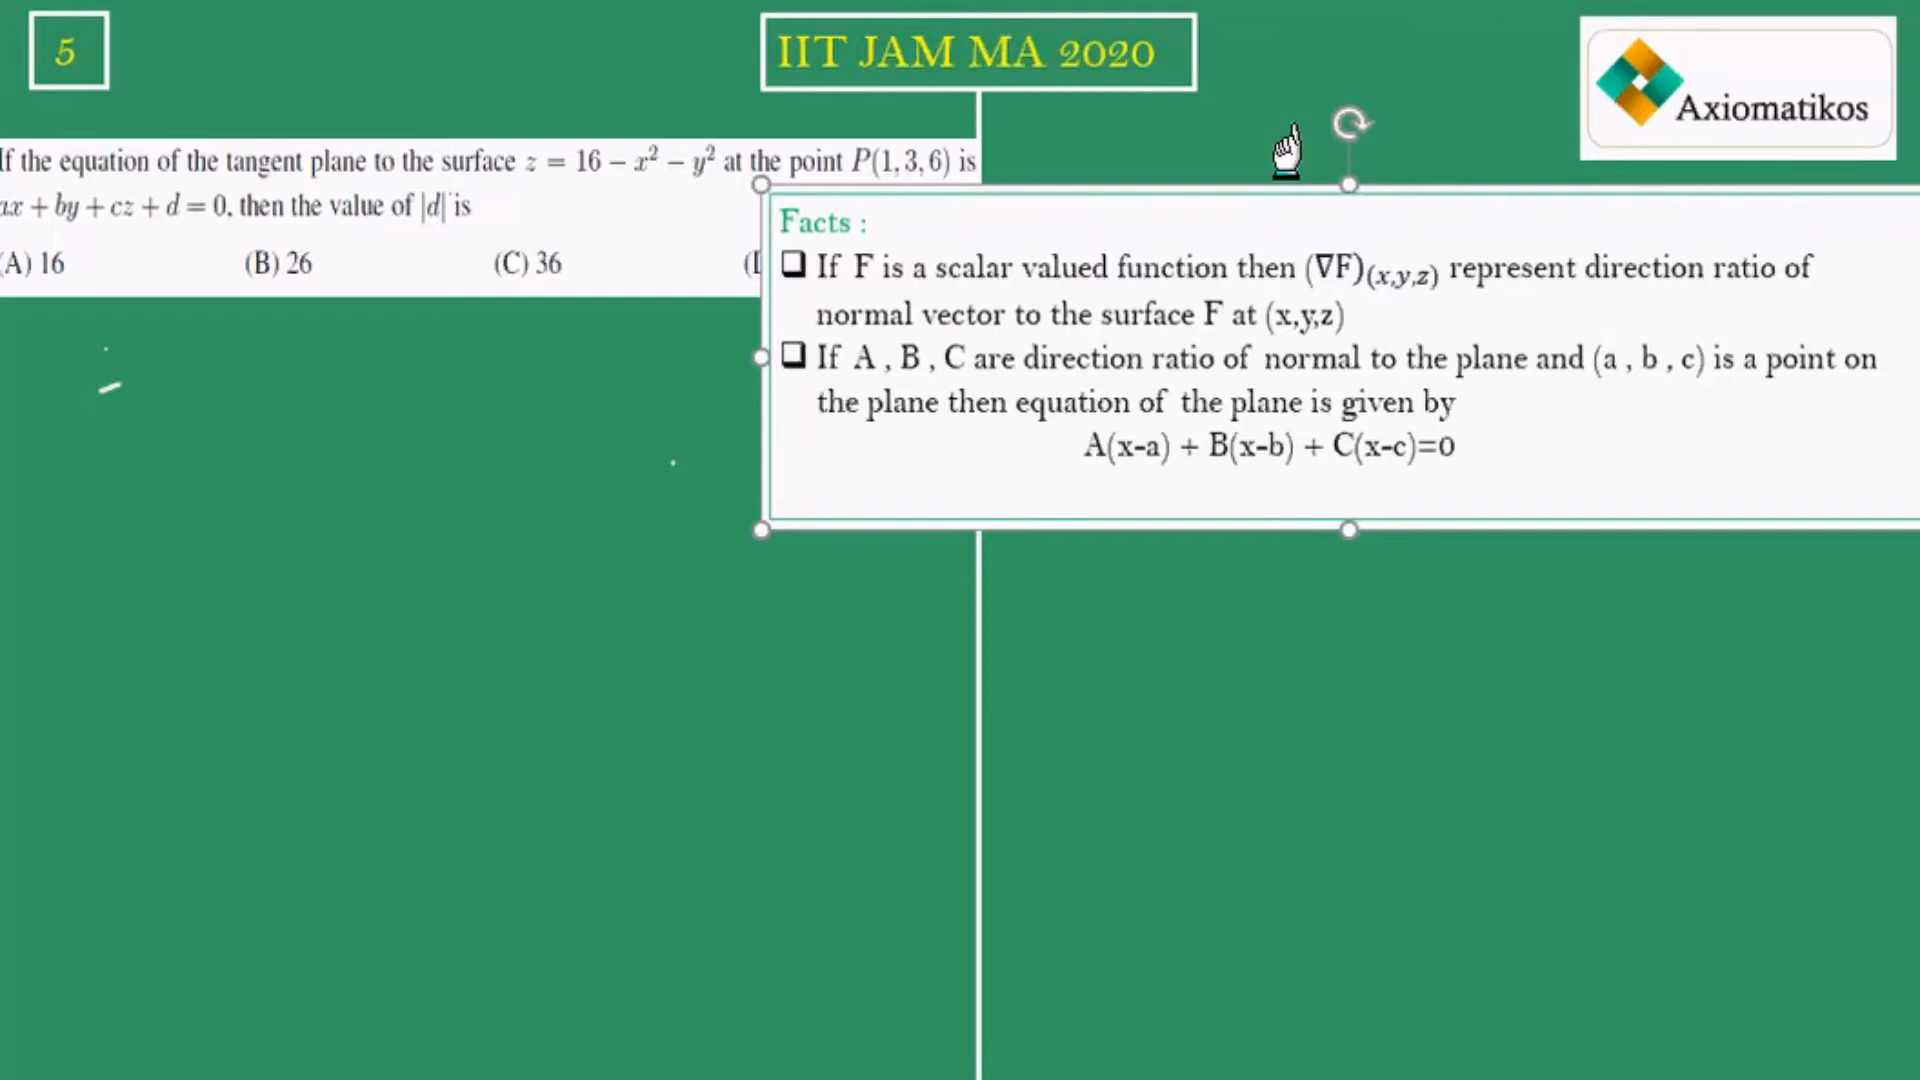 5
IIT JAM MA 2020
Axiomatikos
If the equation of the tangent plane to the surface z = 16 − x² − y² at the point P(1, 3, 6) is
ax + by + cz + d = 0, then the value of |d| is
(A) 16 (B) 26 (C) 36
Facts :
❑ If F is a scalar valued function then (∇F)(x,y,z) represent direction ratio of
normal vector to the surface F at (x,y,z)
❑ If A , B , C are direction ratio of normal to the plane and (a , b , c) is a point on
the plane then equation of the plane is given by
A(x-a) + B(x-b) + C(x-c)=0